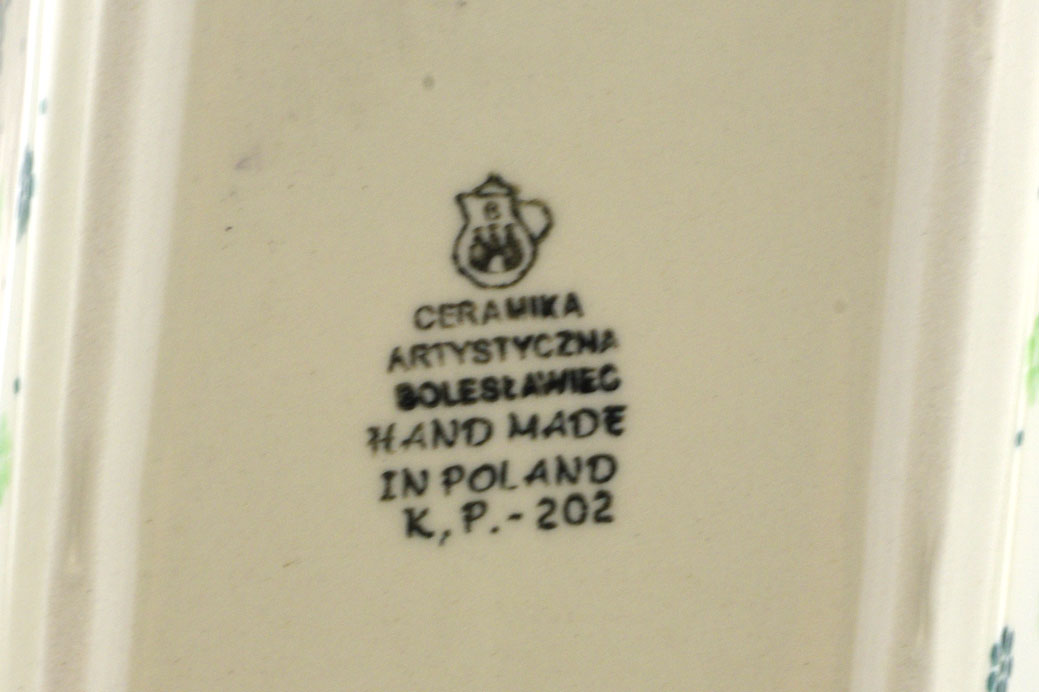 B
CERAMIKA
ARTYSTYCZNA
BOLESŁAWIEC
HAND MADE
IN POLAND
K, P.- 202